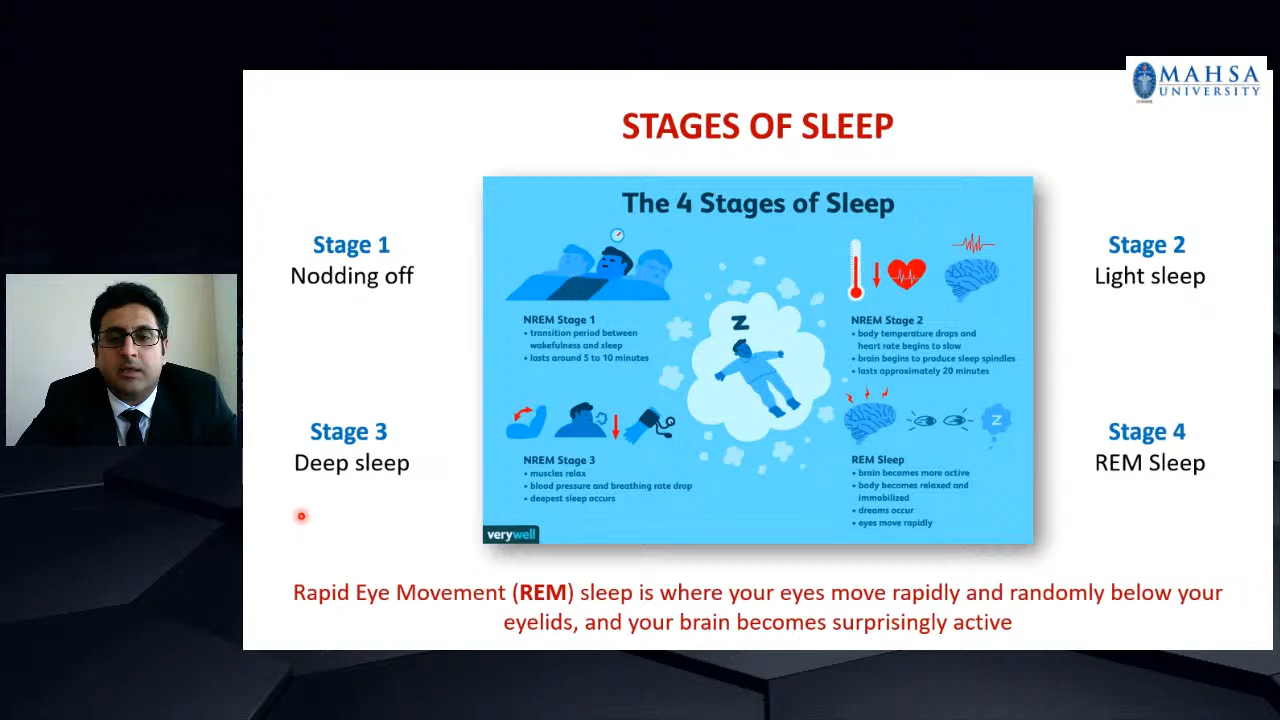 MAHSA
UNIVERSITY
STAGES OF SLEEP
Stage 1
Nodding off
Stage 2
Light sleep
Stage 3
Deep sleep
Stage 4
REM Sleep
The 4 Stages of Sleep
NREM Stage 1
• transition period between
wakefulness and sleep
• lasts around 5 to 10 minutes
NREM Stage 2
• body temperature drops and
heart rate begins to slow
• brain begins to produce sleep spindles
• lasts approximately 20 minutes
Z
NREM Stage 3
• muscles relax
• blood pressure and breathing rate drop
• deepest sleep occurs
Z
REM Sleep
• brain becomes more active
• body becomes relaxed and
immobilized
• dreams occur
• eyes move rapidly
verywell
Rapid Eye Movement (REM) sleep is where your eyes move rapidly and randomly below your
eyelids, and your brain becomes surprisingly active